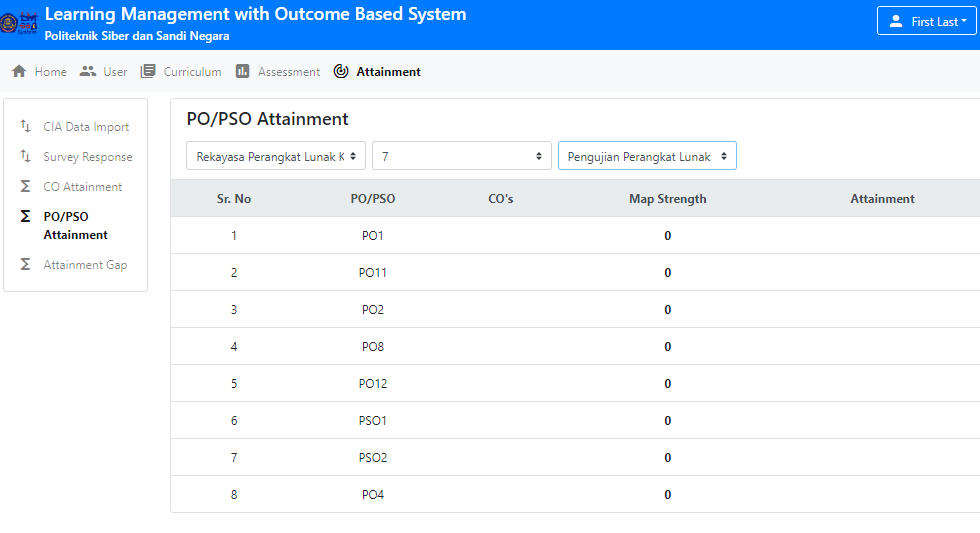 Learning Management with Outcome Based System
Politeknik Siber dan Sandi Negara
First Last
Home User Curriculum Assessment Attainment
CIA Data Import
Survey Response
CO Attainment
PO/PSO
Attainment
Attainment Gap
PO/PSO Attainment
Rekayasa Perangkat Lunak K 7 Pengujian Perangkat Lunak
Sr. No PO/PSO CO's Map Strength Attainment
1 PO1 0
2 PO11 0
3 PO2 0
4 PO8 0
5 PO12 0
6 PSO1 0
7 PSO2 0
8 PO4 0